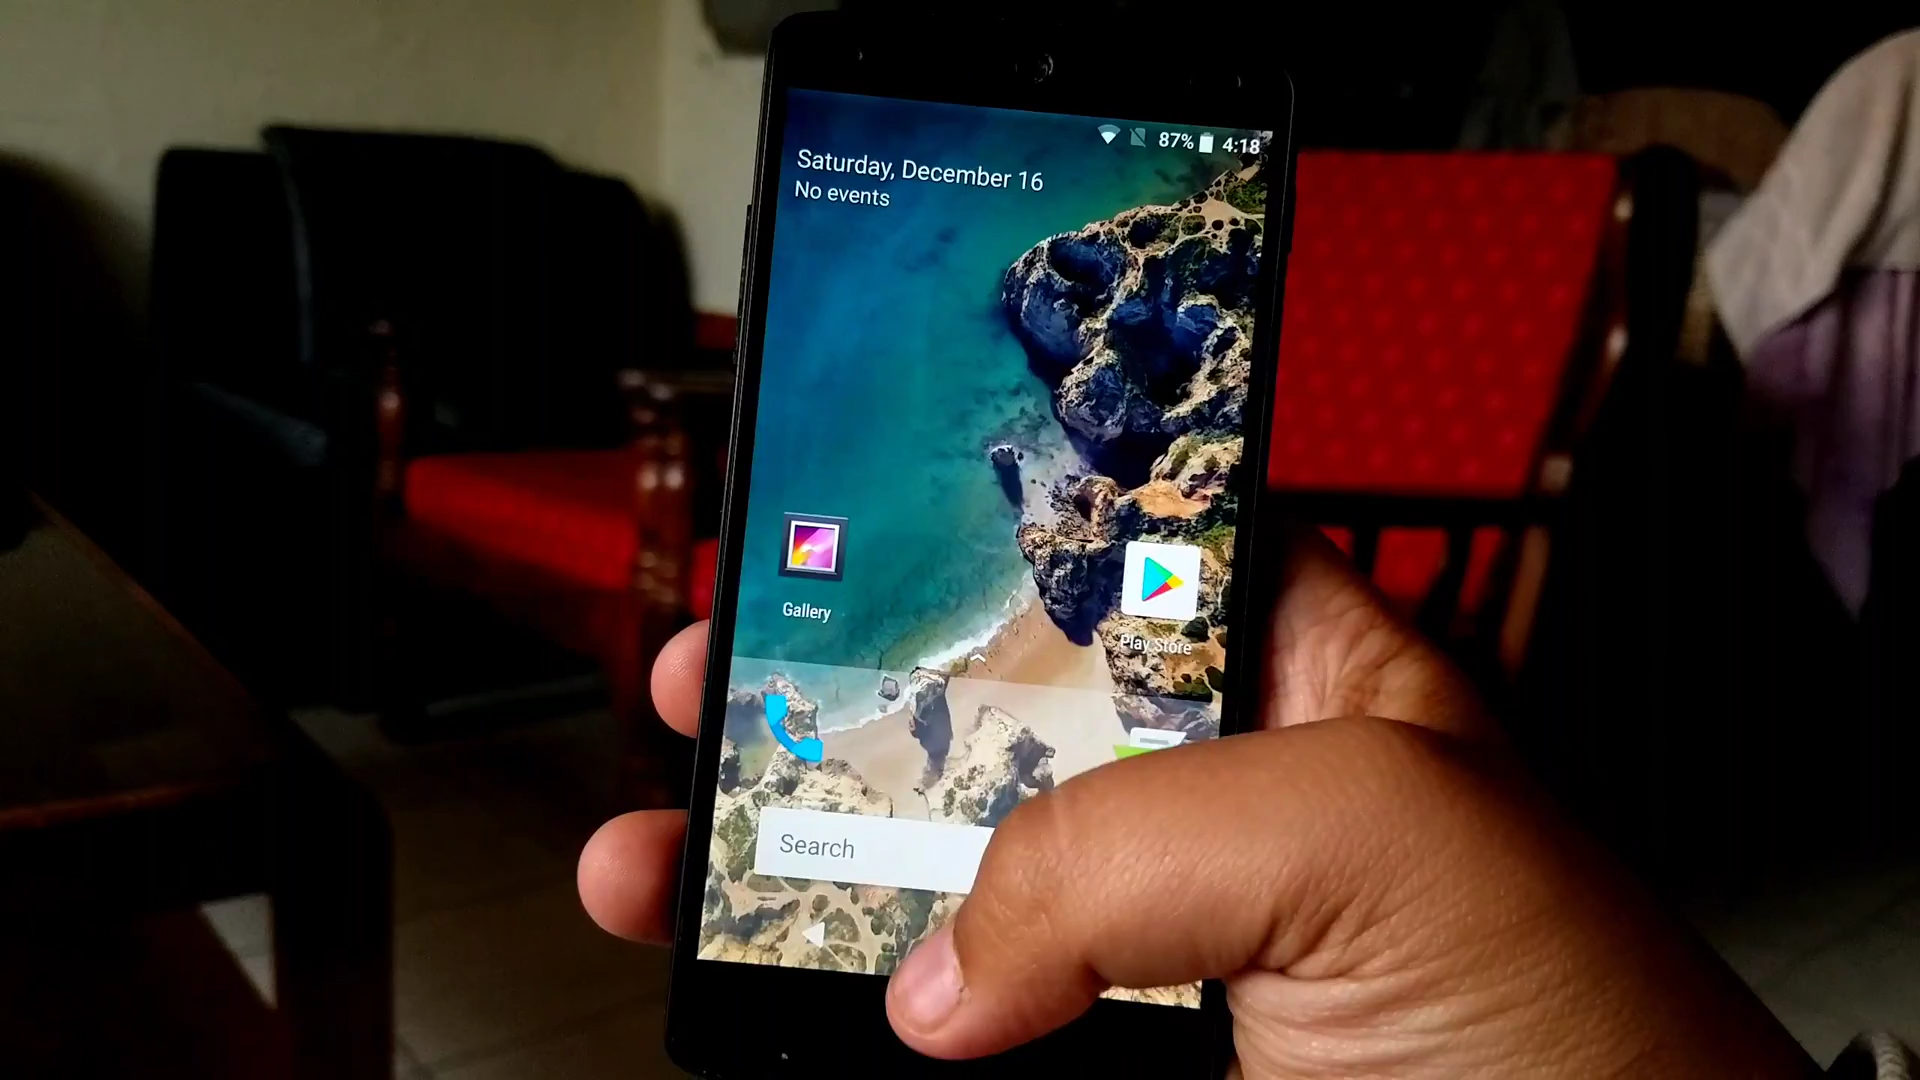 87% 4:18
Saturday, December 16
No events
Gallery
Play Store
Search